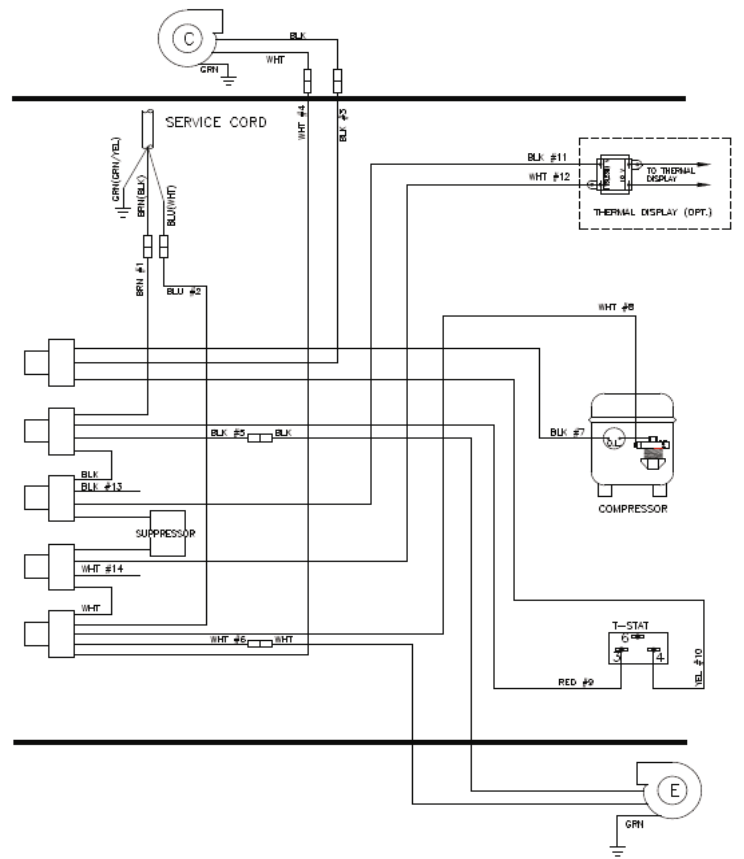 C
BLK
WHT
GRN
SERVICE CORD
WHT #4
BLK #3
GRN(GRN/YEL)
BRN(BLK)
BLU(WHT)
BLK #11
WHT #12
TO THERMAL
DISPLAY
THERMAL DISPLAY (OPT.)
BRN #1
BLU #2
WHT #8
BLK #5
BLK
BLK #7
O.L.
BLK
BLK #13
COMPRESSOR
SUPPRESSOR
WHT #14
WHT
T-STAT
6
3
4
WHT #6
WHT
RED #9
YEL #10
E
GRN